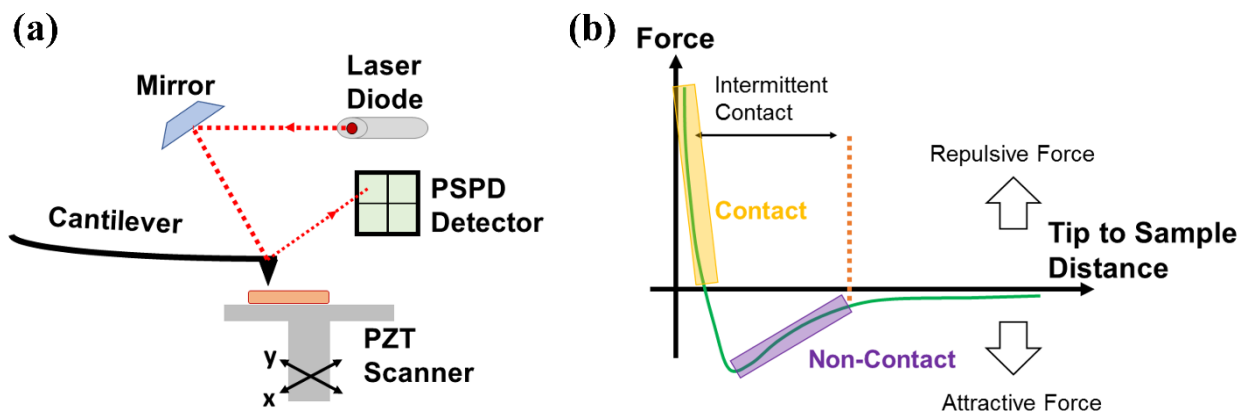 (a)
Mirror
Laser
Diode
PSPD
Detector
Cantilever
PZT
Scanner
y
x
(b)
Force
Intermittent
Contact
Repulsive Force
Contact
Tip to Sample
Distance
Non-Contact
Attractive Force